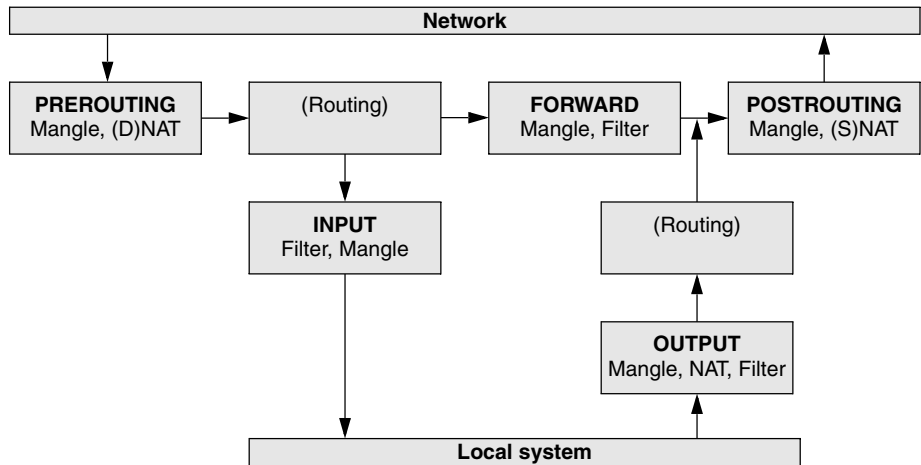 Network
PREROUTING
Mangle, (D)NAT
(Routing)
FORWARD
Mangle, Filter
POSTROUTING
Mangle, (S)NAT
INPUT
Filter, Mangle
(Routing)
OUTPUT
Mangle, NAT, Filter
Local system